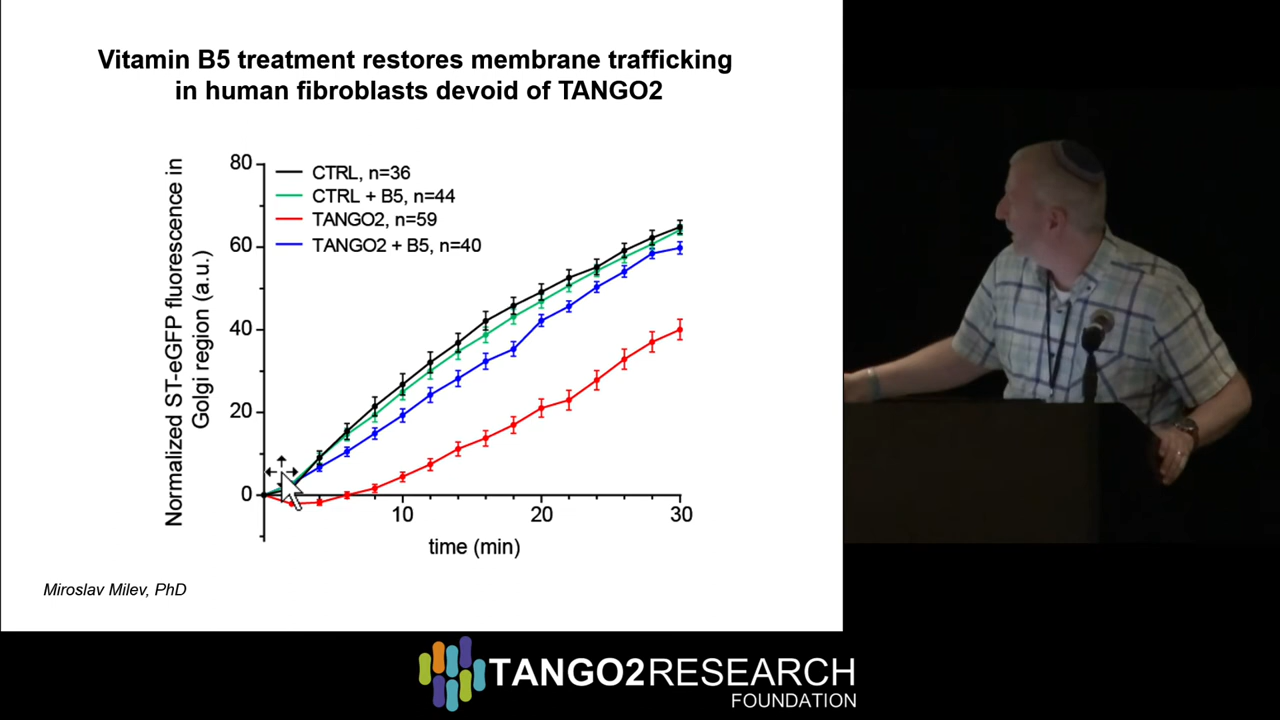 Vitamin B5 treatment restores membrane trafficking
in human fibroblasts devoid of TANGO2
Normalized ST-eGFP fluorescence in
Golgi region (a.u.)
80
60
40
20
0
CTRL, n=36
CTRL + B5, n=44
TANGO2, n=59
TANGO2 + B5, n=40
10
20
30
time (min)
Miroslav Milev, PhD
TANGO2RESEARCH
FOUNDATION